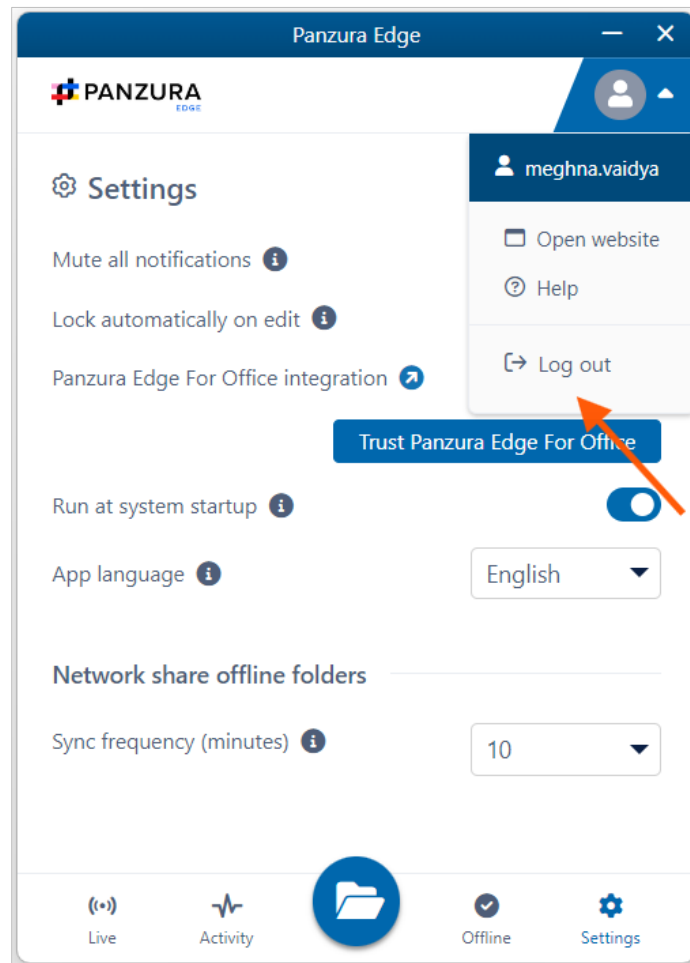 Panzura Edge
PANZURA
EDGE
meghna.vaidya
Settings
Open website
Mute all notifications
Help
Lock automatically on edit
Log out
Panzura Edge For Office integration
Trust Panzura Edge For Office
Run at system startup
App language
English
Network share offline folders
Sync frequency (minutes)
10
Live
Activity
Offline
Settings